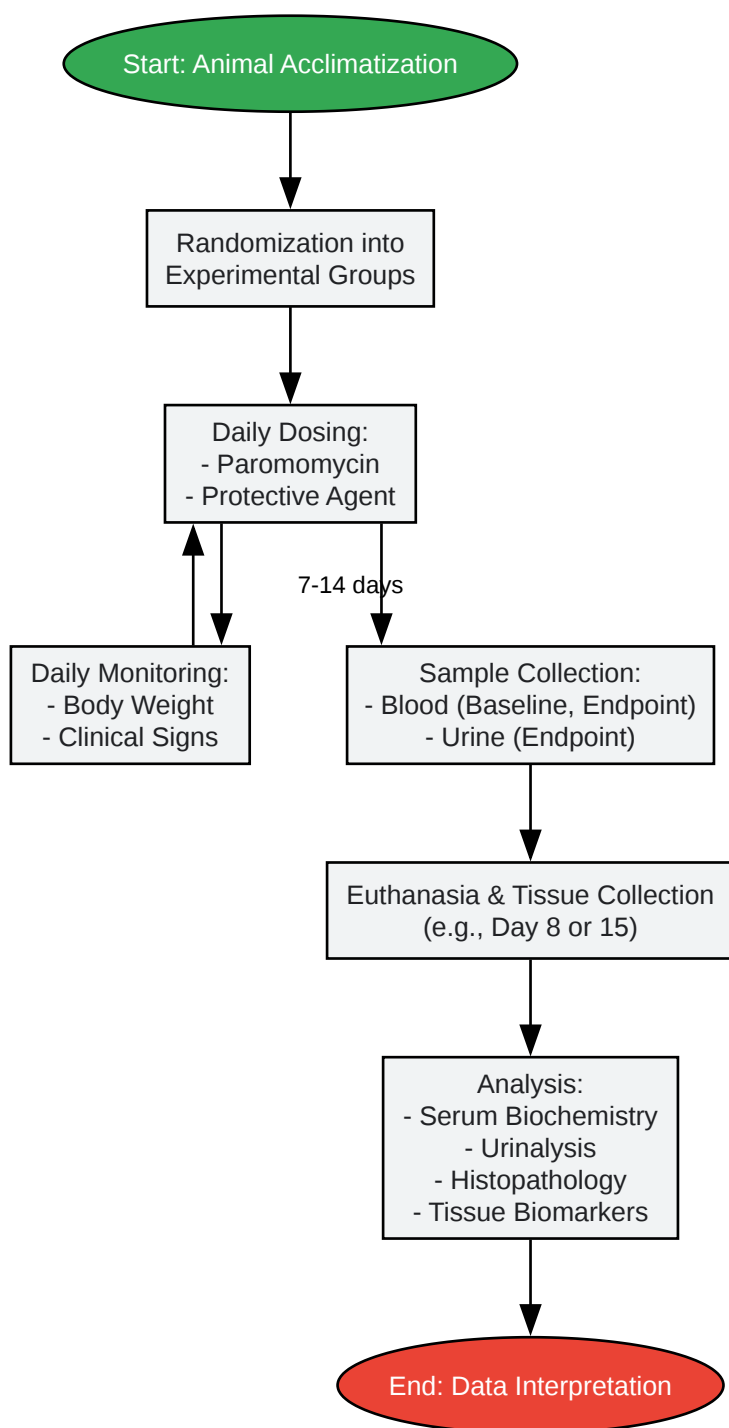 Start: Animal Acclimatization
Randomization into
Experimental Groups
Daily Dosing:
- Paromomycin
- Protective Agent
7-14 days
Daily Monitoring:
- Body Weight
- Clinical Signs
Sample Collection:
- Blood (Baseline, Endpoint)
- Urine (Endpoint)
Euthanasia & Tissue Collection
(e.g., Day 8 or 15)
Analysis:
- Serum Biochemistry
- Urinalysis
- Histopathology
- Tissue Biomarkers
End: Data Interpretation